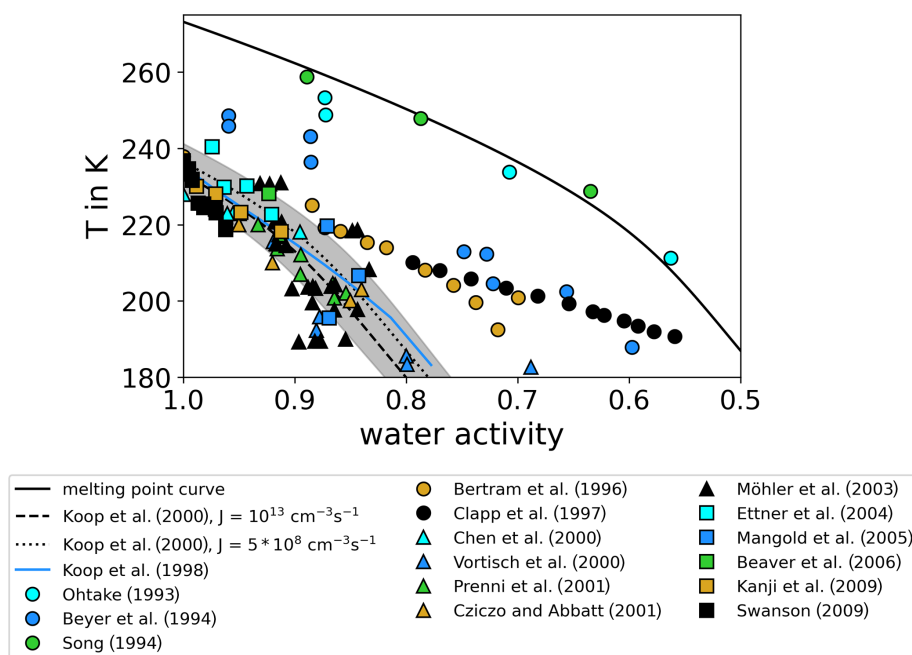 260
240
220
200
180
T in K
1.0 0.9 0.8 0.7 0.6 0.5
water activity
melting point curve
Koop et al. (2000), J = 10¹³ cm⁻³s⁻¹
Koop et al. (2000), J = 5 * 10⁸ cm⁻³s⁻¹
Koop et al. (1998)
Ohtake (1993)
Beyer et al. (1994)
Song (1994)
Bertram et al. (1996)
Clapp et al. (1997)
Chen et al. (2000)
Vortisch et al. (2000)
Prenni et al. (2001)
Cziczo and Abbatt (2001)
Möhler et al. (2003)
Ettner et al. (2004)
Mangold et al. (2005)
Beaver et al. (2006)
Kanji et al. (2009)
Swanson (2009)